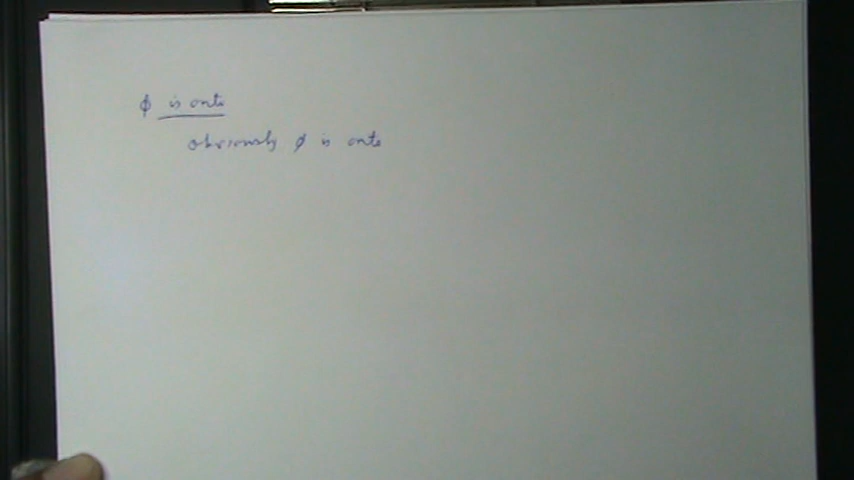 ϕ is onto
obviously ϕ is onto